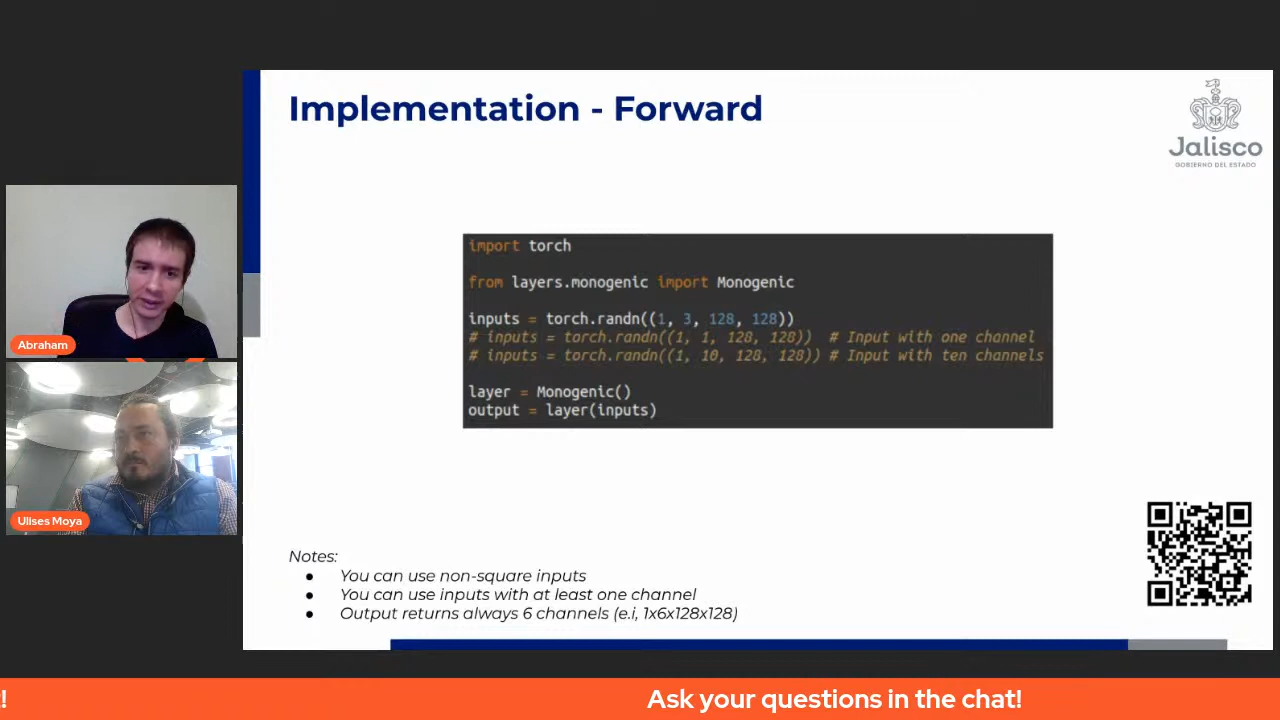 Implementation - Forward
Jalisco
GOBIERNO DEL ESTADO
import torch
from layers.monogenic import Monogenic
inputs = torch.randn((1, 3, 128, 128))
# inputs = torch.randn((1, 1, 128, 128))  # Input with one channel
# inputs = torch.randn((1, 10, 128, 128)) # Input with ten channels
layer = Monogenic()
output = layer(inputs)
Abraham
Ulises Moya
Notes:
● You can use non-square inputs
● You can use inputs with at least one channel
● Output returns always 6 channels (e.i, 1x6x128x128)
!
Ask your questions in the chat!